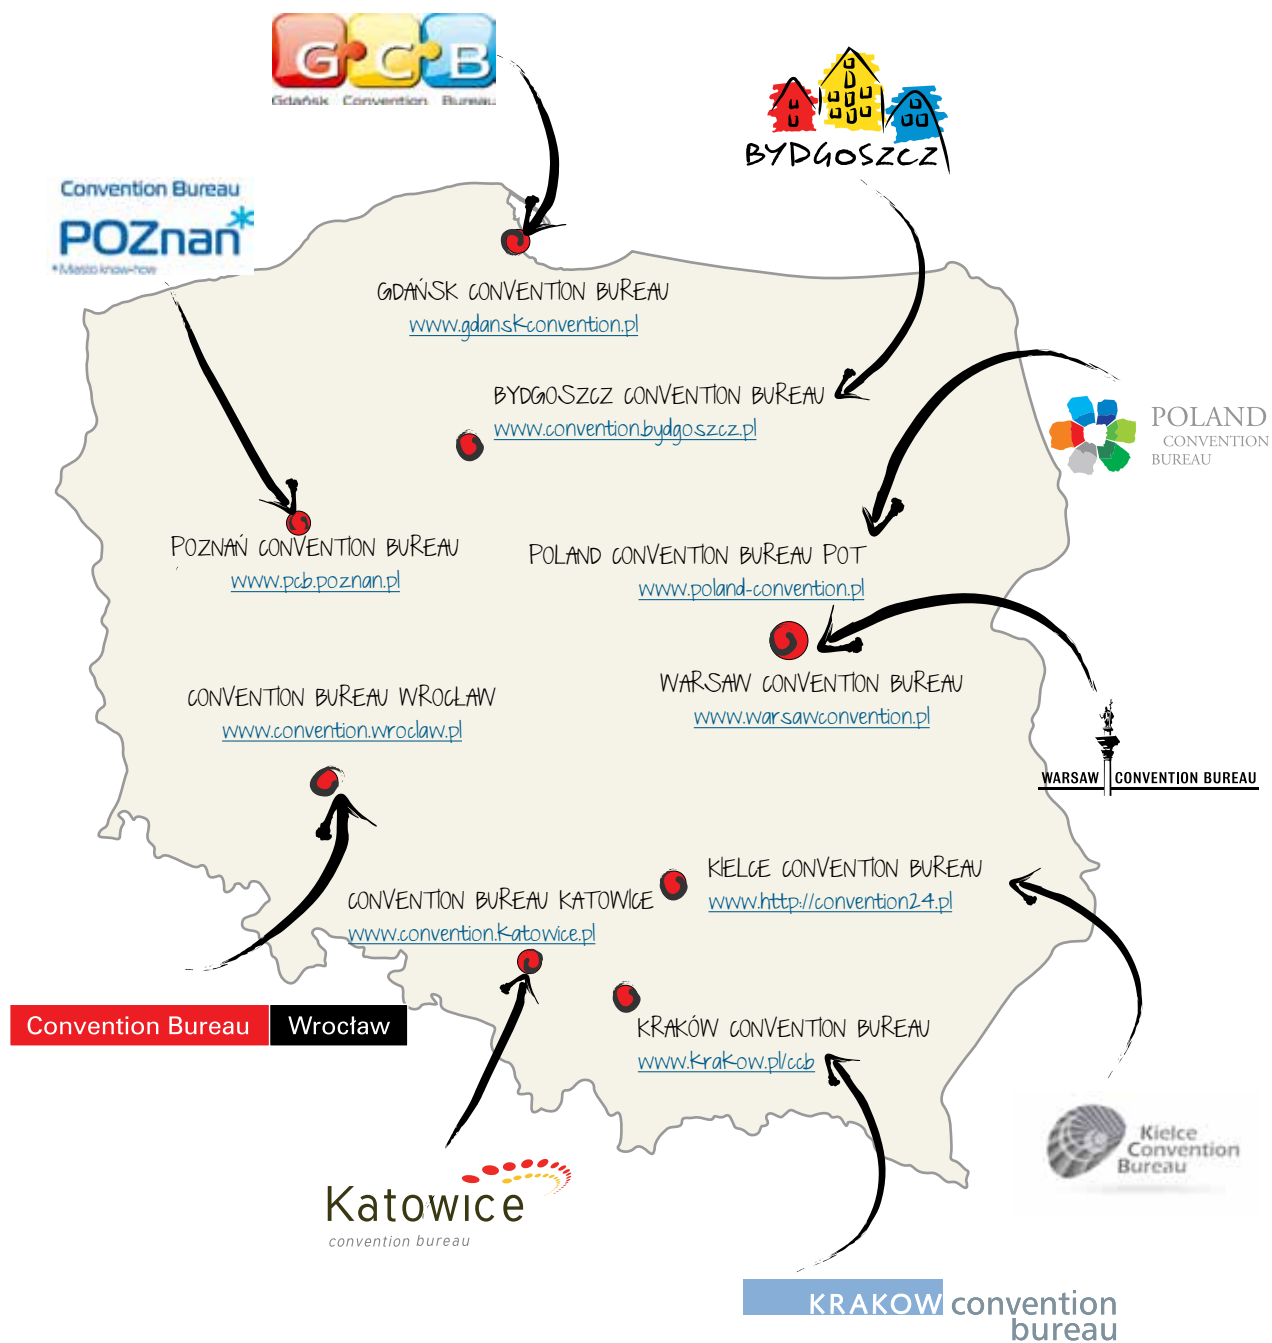 G C B
Gdańsk Convention Bureau
BYDGOSZCZ
Convention Bureau
POZnań*
*Miasto know-how
GDAŃSK CONVENTION BUREAU
www.gdanskconvention.pl
BYDGOSZCZ CONVENTION BUREAU
www.convention.bydgoszcz.pl
POLAND
CONVENTION
BUREAU
POZNAŃ CONVENTION BUREAU
www.pcb.poznan.pl
POLAND CONVENTION BUREAU POT
www.poland-convention.pl
WARSAW CONVENTION BUREAU
www.warsawconvention.pl
CONVENTION BUREAU WROCŁAW
www.convention.wroclaw.pl
WARSAW CONVENTION BUREAU
KIELCE CONVENTION BUREAU
www.http://convention24.pl
CONVENTION BUREAU KATOWICE
www.convention.katowice.pl
Convention Bureau Wrocław
KRAKÓW CONVENTION BUREAU
www.krakow.pl/ccb
Kielce
Convention
Bureau
Katowice
convention bureau
KRAKOW convention
bureau